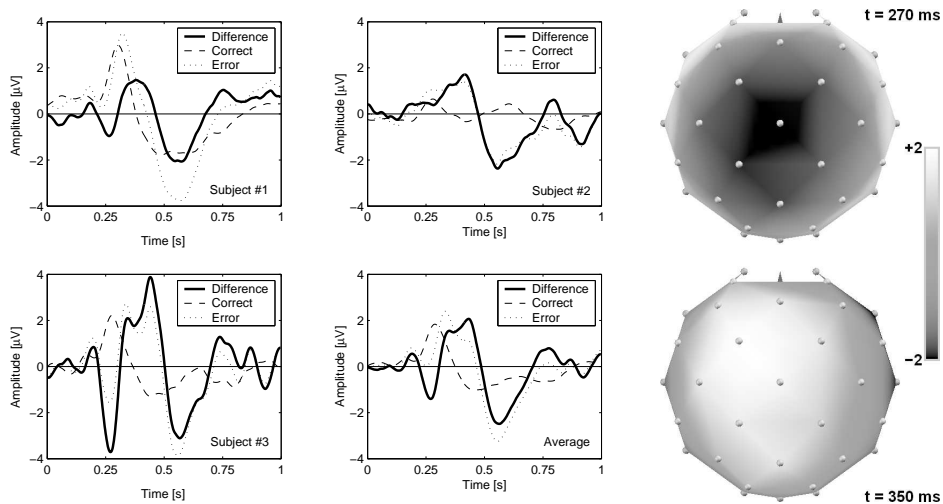 4
2
0
−2
−4
Amplitude [µV]
0 0.25 0.5 0.75 1
Time [s]
Difference
Correct
Error
Subject #1
4
2
0
−2
−4
Amplitude [µV]
0 0.25 0.5 0.75 1
Time [s]
Difference
Correct
Error
Subject #2
t = 270 ms
+2
−2
4
2
0
−2
−4
Amplitude [µV]
0 0.25 0.5 0.75 1
Time [s]
Difference
Correct
Error
Subject #3
4
2
0
−2
−4
Amplitude [µV]
0 0.25 0.5 0.75 1
Time [s]
Difference
Correct
Error
Average
t = 350 ms